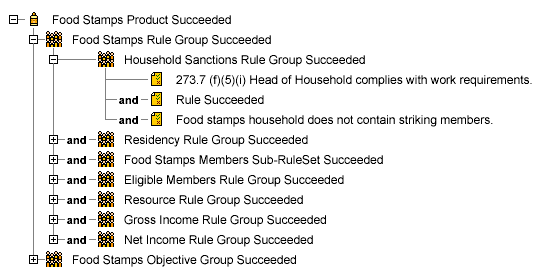 Food Stamps Product Succeeded
Food Stamps Rule Group Succeeded
Household Sanctions Rule Group Succeeded
273.7 (f)(5)(i) Head of Household complies with work requirements.
and Rule Succeeded
and Food stamps household does not contain striking members.
and Residency Rule Group Succeeded
and Food Stamps Members Sub-RuleSet Succeeded
and Eligible Members Rule Group Succeeded
and Resource Rule Group Succeeded
and Gross Income Rule Group Succeeded
and Net Income Rule Group Succeeded
Food Stamps Objective Group Succeeded